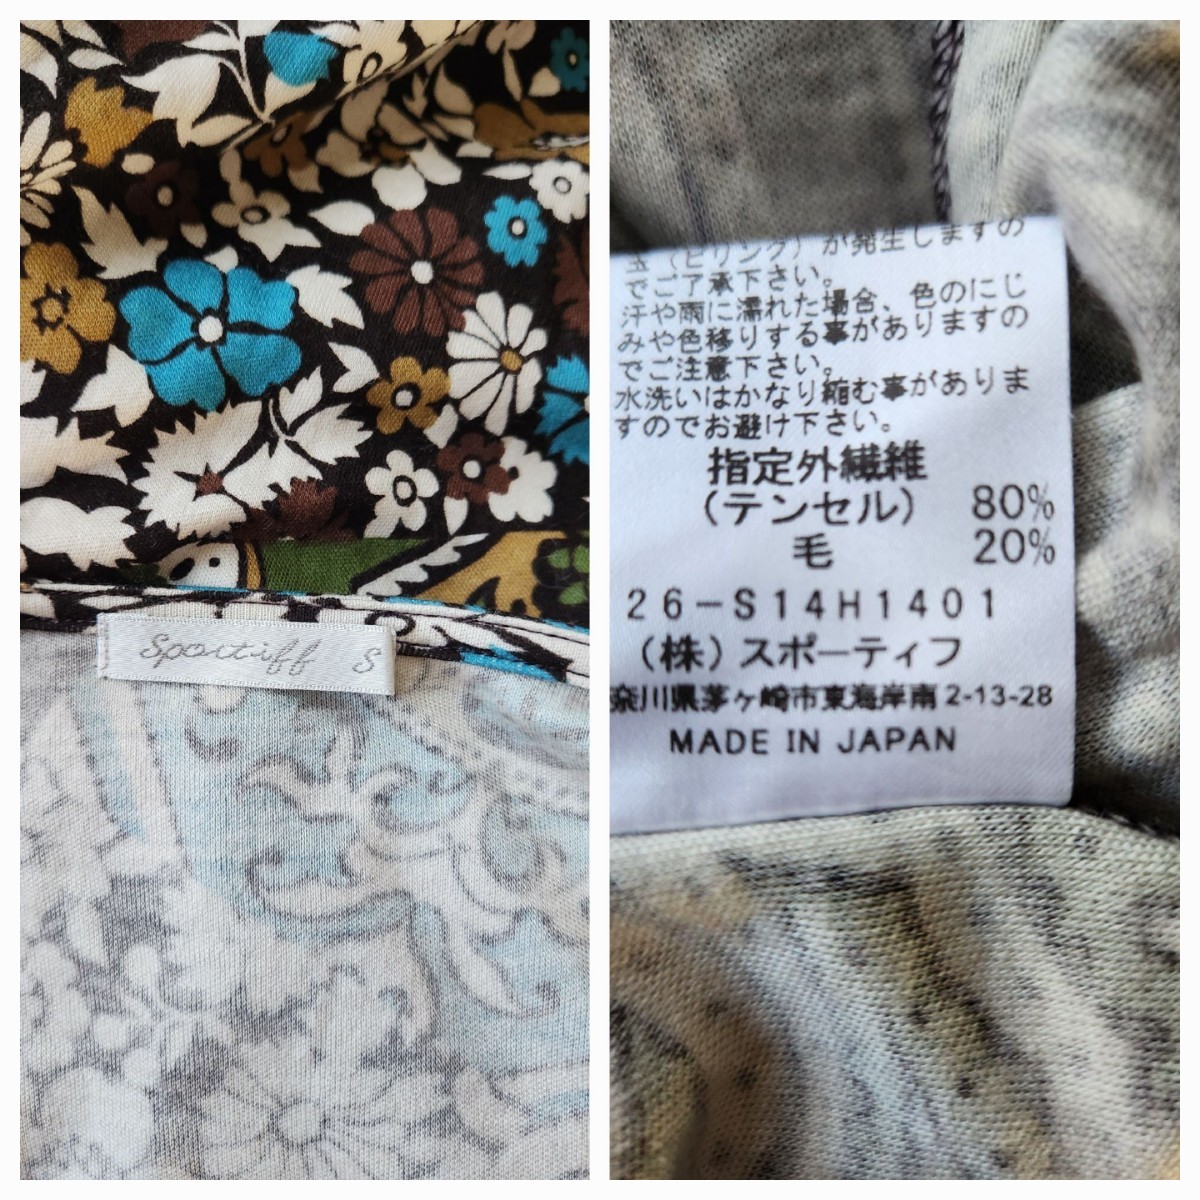 Sportiff S
玉（ピリング）が発生しますの
でご了承下さい。
汗や雨に濡れた場合、色のにじ
みや色移りする事がありますの
でご注意下さい。
水洗いはかなり縮む事がありま
すのでお避け下さい。
指定外繊維
（テンセル） 80%
毛 20%
26-S14H1401
（株）スポーティフ
奈川県茅ヶ崎市東海岸南2-13-28
MADE IN JAPAN